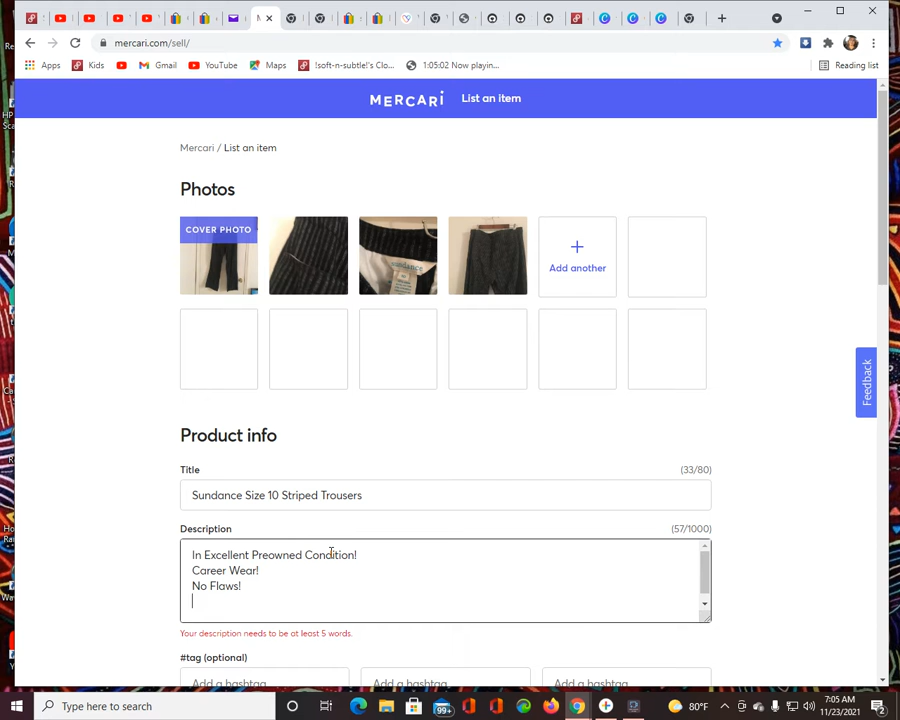 M
mercari.com/sell/
Apps
Kids
Gmail
YouTube
Maps
!soft-n-subtle!'s Clo...
1:05:02 Now playin...
Reading list
MERCARI
List an item
Mercari / List an item
Photos
COVER PHOTO
sundance
+
Add another
Feedback
Product info
Title
(33/80)
Sundance Size 10 Striped Trousers
Description
(57/1000)
In Excellent Preowned Condition!
Career Wear!
No Flaws!
Your description needs to be at least 5 words.
#tag (optional)
Add a hashtag
Add a hashtag
Add a hashtag
Type here to search
99+
80°F
7:05 AM
11/23/2021